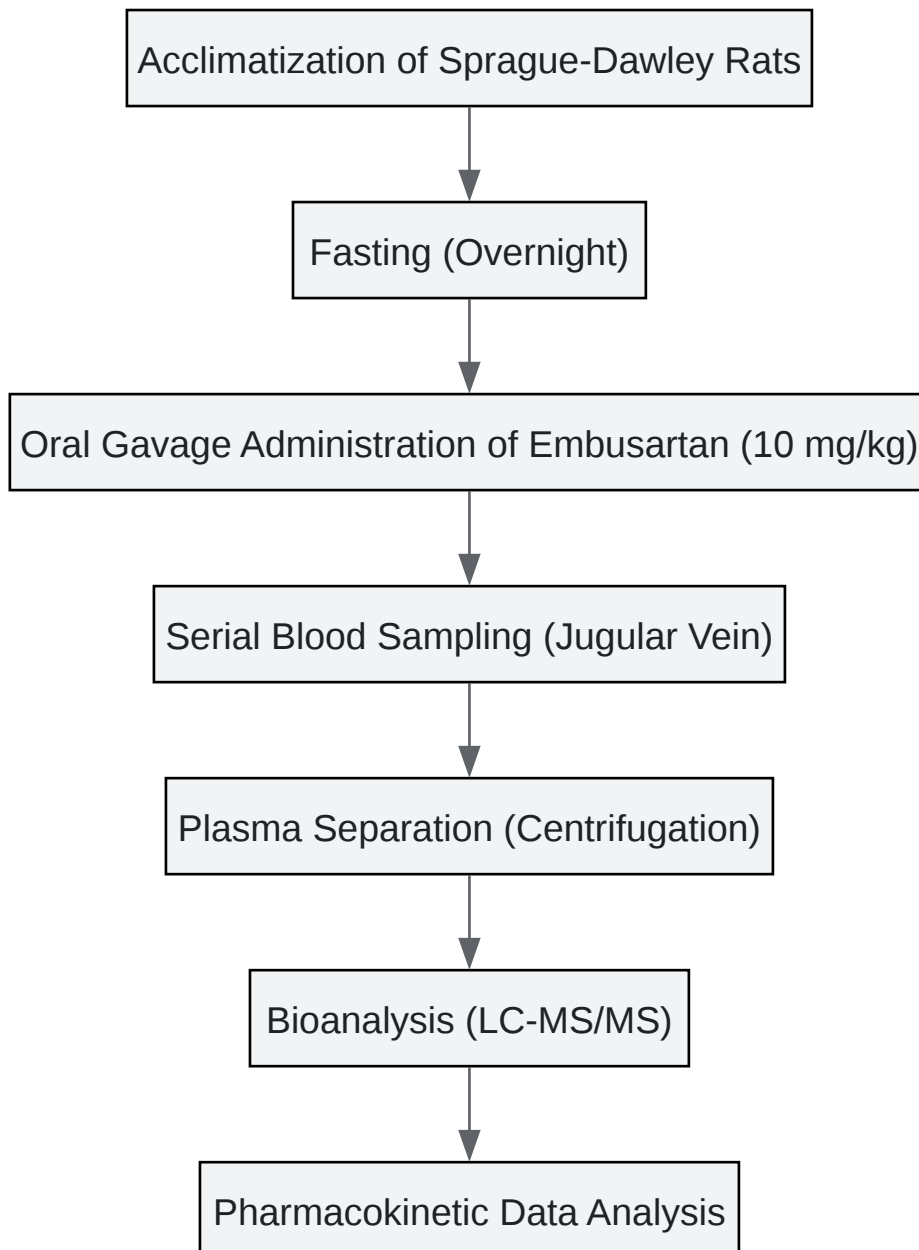 Acclimatization of Sprague-Dawley Rats
Fasting (Overnight)
Oral Gavage Administration of Embusartan (10 mg/kg)
Serial Blood Sampling (Jugular Vein)
Plasma Separation (Centrifugation)
Bioanalysis (LC-MS/MS)
Pharmacokinetic Data Analysis